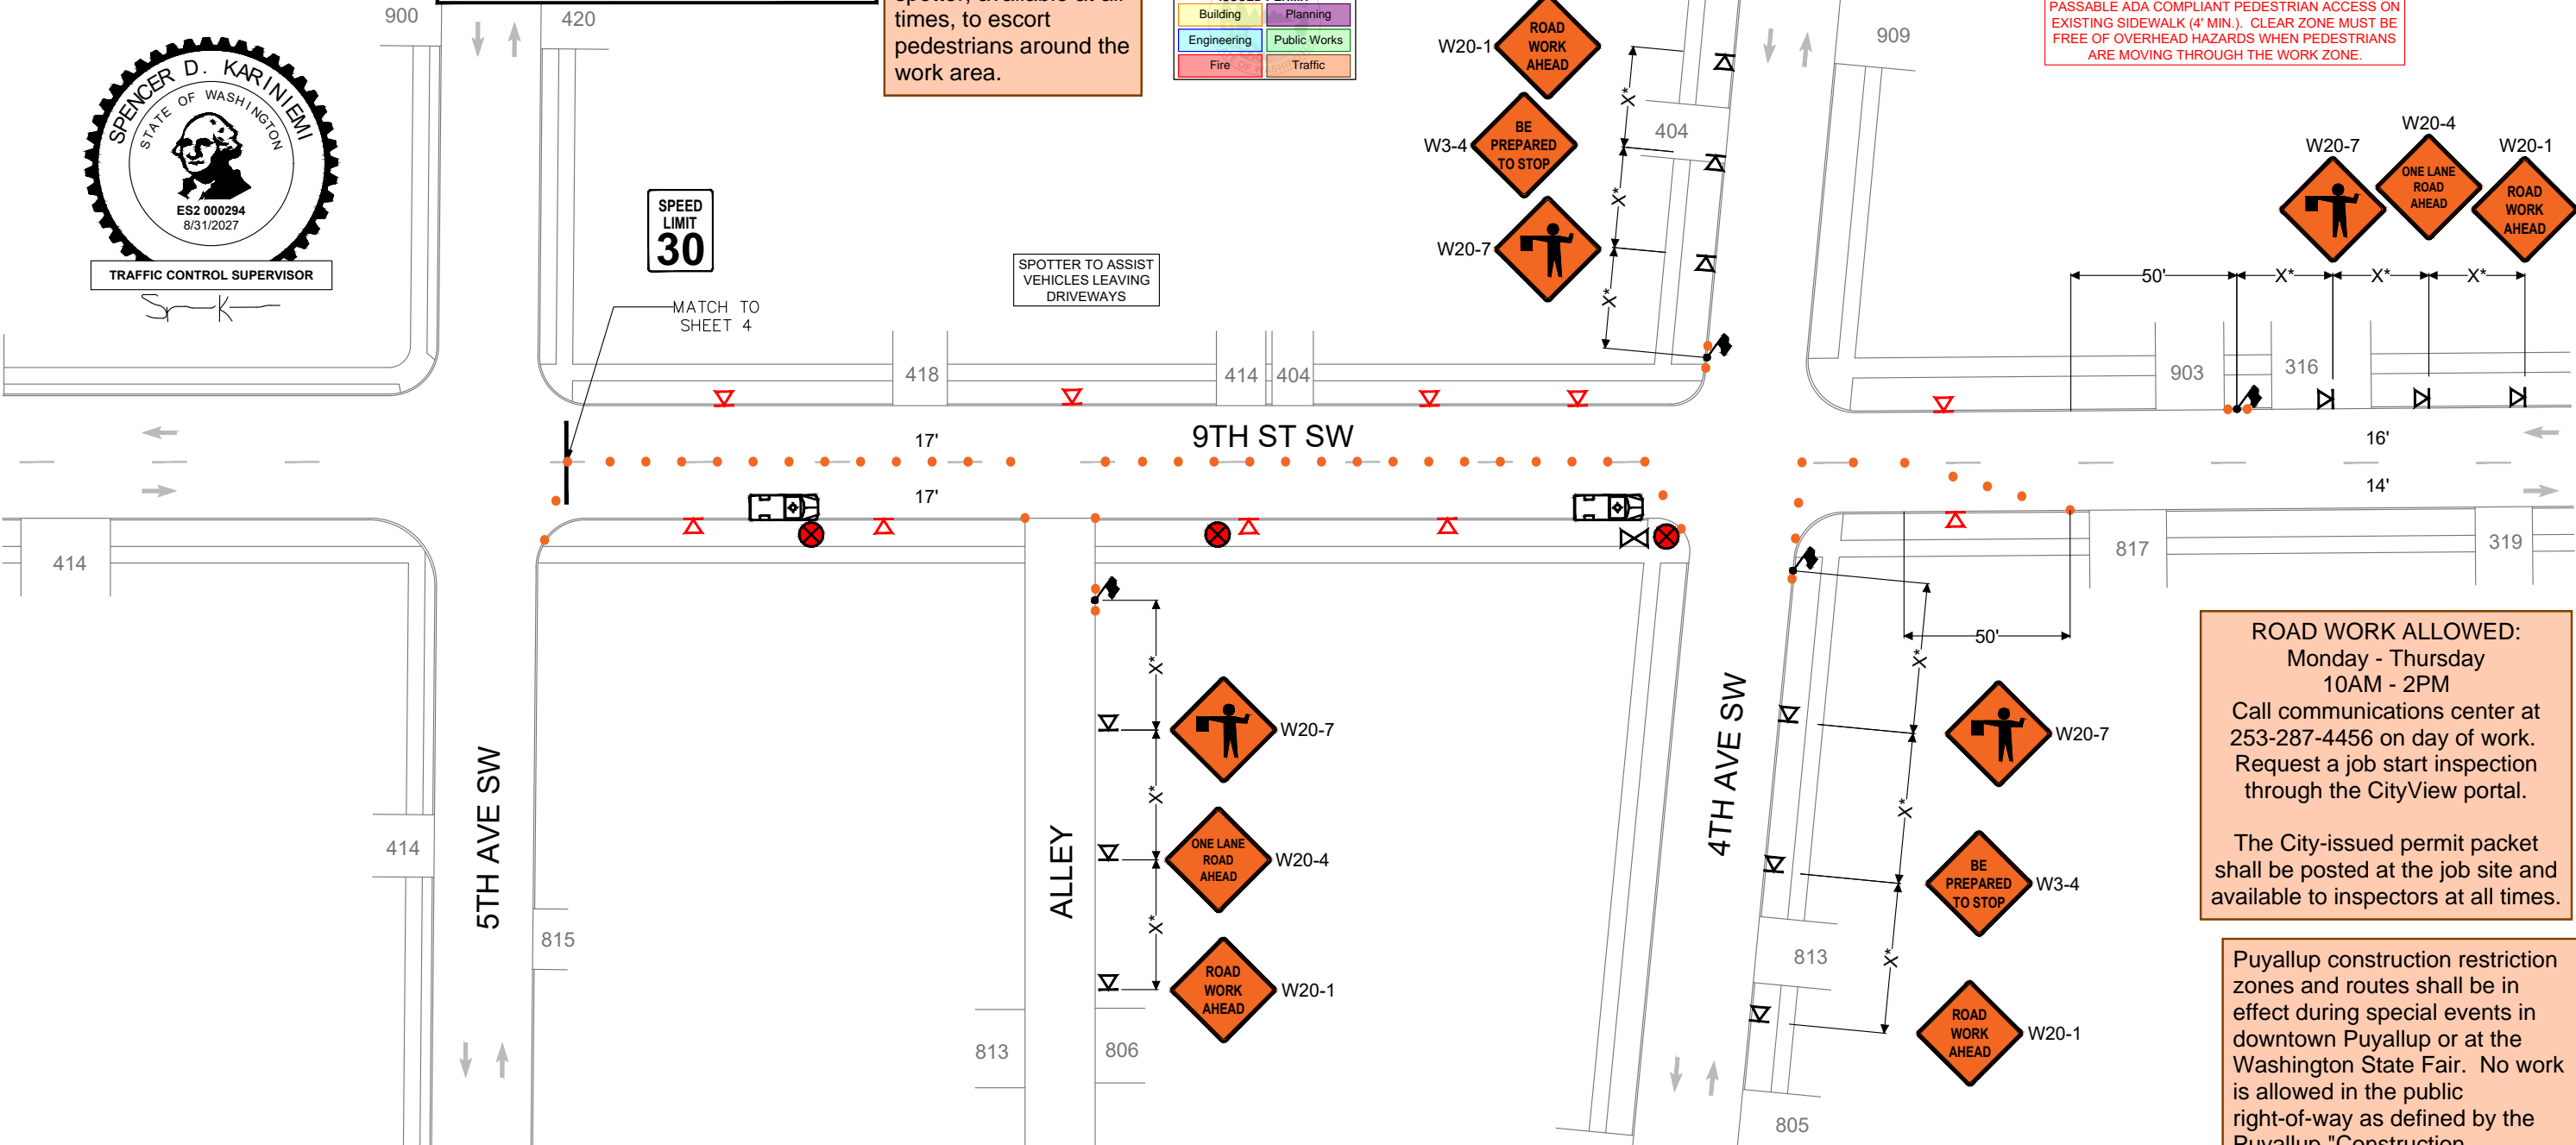 900
420
spotter, available at all
times, to escort
pedestrians around the
work area.
Building
Planning
Engineering
Public Works
Fire
Traffic
PASSABLE ADA COMPLIANT PEDESTRIAN ACCESS ON
EXISTING SIDEWALK (4' MIN.). CLEAR ZONE MUST BE
FREE OF OVERHEAD HAZARDS WHEN PEDESTRIANS
ARE MOVING THROUGH THE WORK ZONE.
SPENCER D. KARINIEMI
STATE OF WASHINGTON
ES2 000294
8/31/2027
TRAFFIC CONTROL SUPERVISOR
SPEED
LIMIT
30
MATCH TO
SHEET 4
SPOTTER TO ASSIST
VEHICLES LEAVING
DRIVEWAYS
W20-1
ROAD
WORK
AHEAD
W3-4
BE
PREPARED
TO STOP
W20-7
X*
X*
X*
404
909
W20-7
W20-4
ONE LANE
ROAD
AHEAD
W20-1
ROAD
WORK
AHEAD
50'
X*
X*
X*
418
414
404
903
316
17'
9TH ST SW
16'
17'
14'
414
817
319
50'
X*
X*
X*
W20-7
ONE LANE
ROAD
AHEAD
W20-4
ROAD
WORK
AHEAD
W20-1
X*
X*
X*
W20-7
BE
PREPARED
TO STOP
W3-4
ROAD
WORK
AHEAD
W20-1
5TH AVE SW
ALLEY
4TH AVE SW
414
815
813
806
813
805
ROAD WORK ALLOWED:
Monday - Thursday
10AM - 2PM
Call communications center at
253-287-4456 on day of work.
Request a job start inspection
through the CityView portal.
The City-issued permit packet
shall be posted at the job site and
available to inspectors at all times.
Puyallup construction restriction
zones and routes shall be in
effect during special events in
downtown Puyallup or at the
Washington State Fair. No work
is allowed in the public
right-of-way as defined by the
Puyallup "Construction